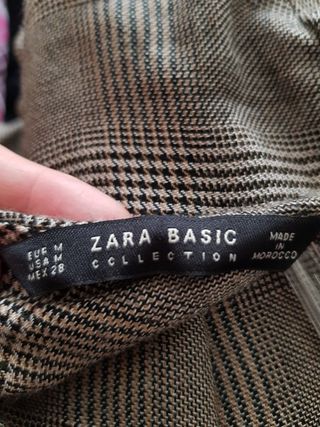 EUR M
USA M
MEX 28
ZARA BASIC
COLLECTION
MADE
IN
MOROCCO